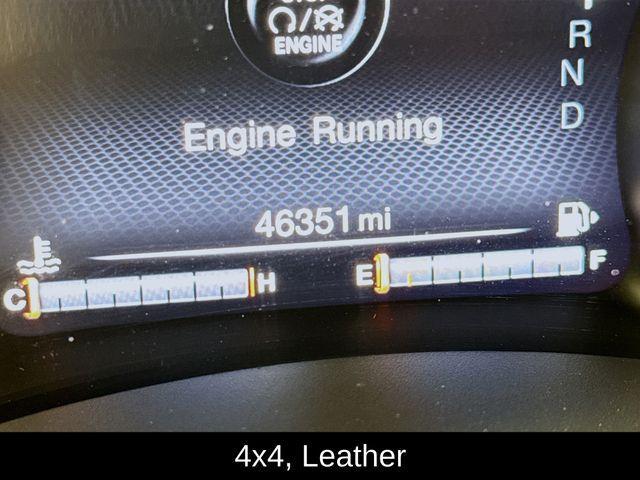 ENGINE
R
N
D
Engine Running
46351 mi
C H E F
4x4, Leather